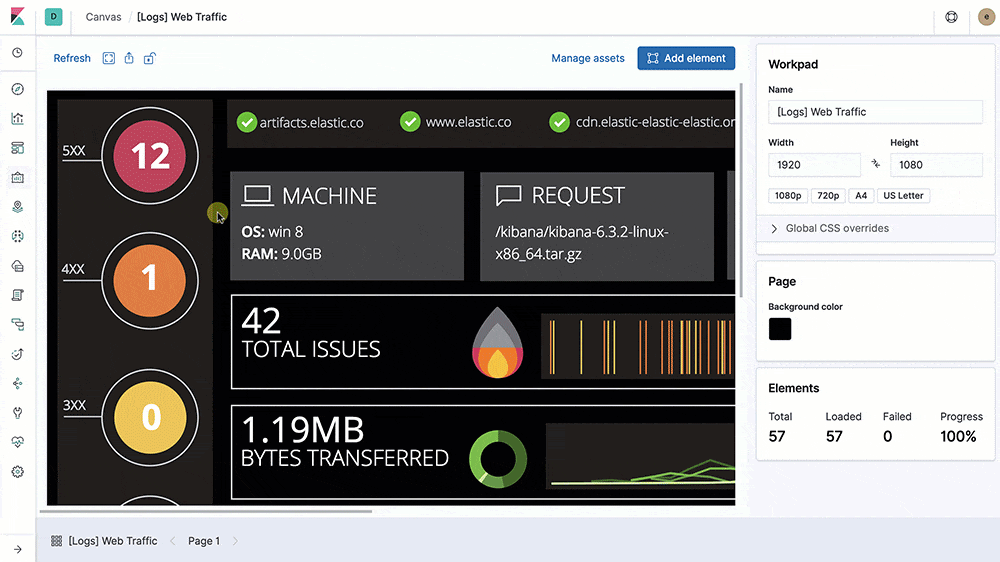 D
Canvas / [Logs] Web Traffic
e
Refresh
Manage assets
Add element
5XX
12
4XX
1
3XX
0
artifacts.elastic.co
www.elastic.co
cdn.elastic-elastic-elastic.or
MACHINE
OS: win 8
RAM: 9.0GB
REQUEST
/kibana/kibana-6.3.2-linux-
x86_64.tar.gz
42
TOTAL ISSUES
1.19MB
BYTES TRANSFERRED
Workpad
Name
[Logs] Web Traffic
Width
Height
1920
1080
1080p
720p
A4
US Letter
Global CSS overrides
Page
Background color
Elements
Total
Loaded
Failed
Progress
57
57
0
100%
[Logs] Web Traffic
Page 1